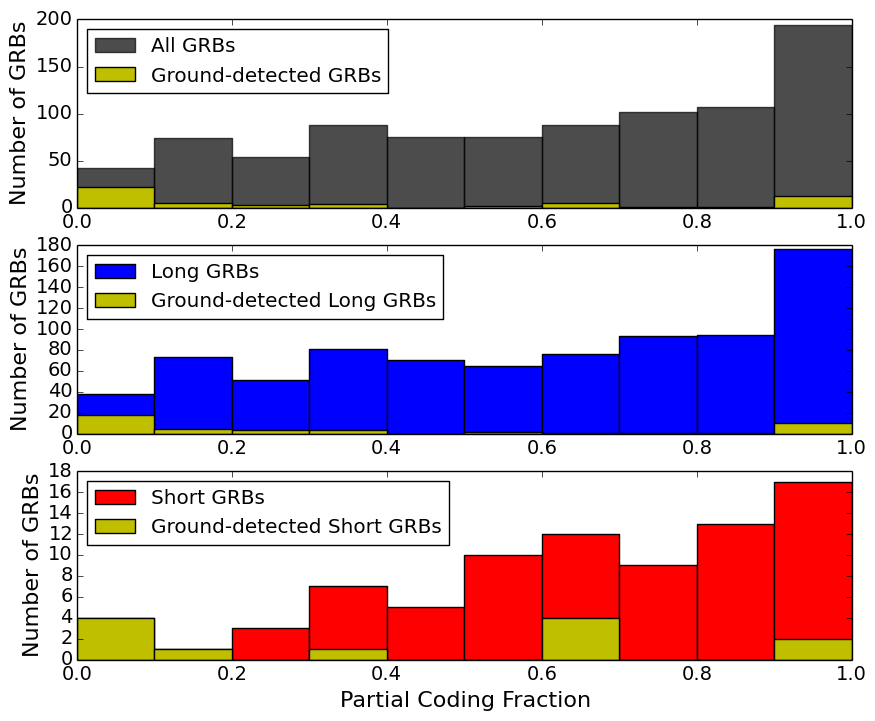 200
150
100
50
0
Number of GRBs
All GRBs
Ground-detected GRBs
0.0 0.2 0.4 0.6 0.8 1.0
180
160
140
120
100
80
60
40
20
0
Number of GRBs
Long GRBs
Ground-detected Long GRBs
0.0 0.2 0.4 0.6 0.8 1.0
18
16
14
12
10
8
6
4
2
0
Number of GRBs
Short GRBs
Ground-detected Short GRBs
0.0 0.2 0.4 0.6 0.8 1.0
Partial Coding Fraction